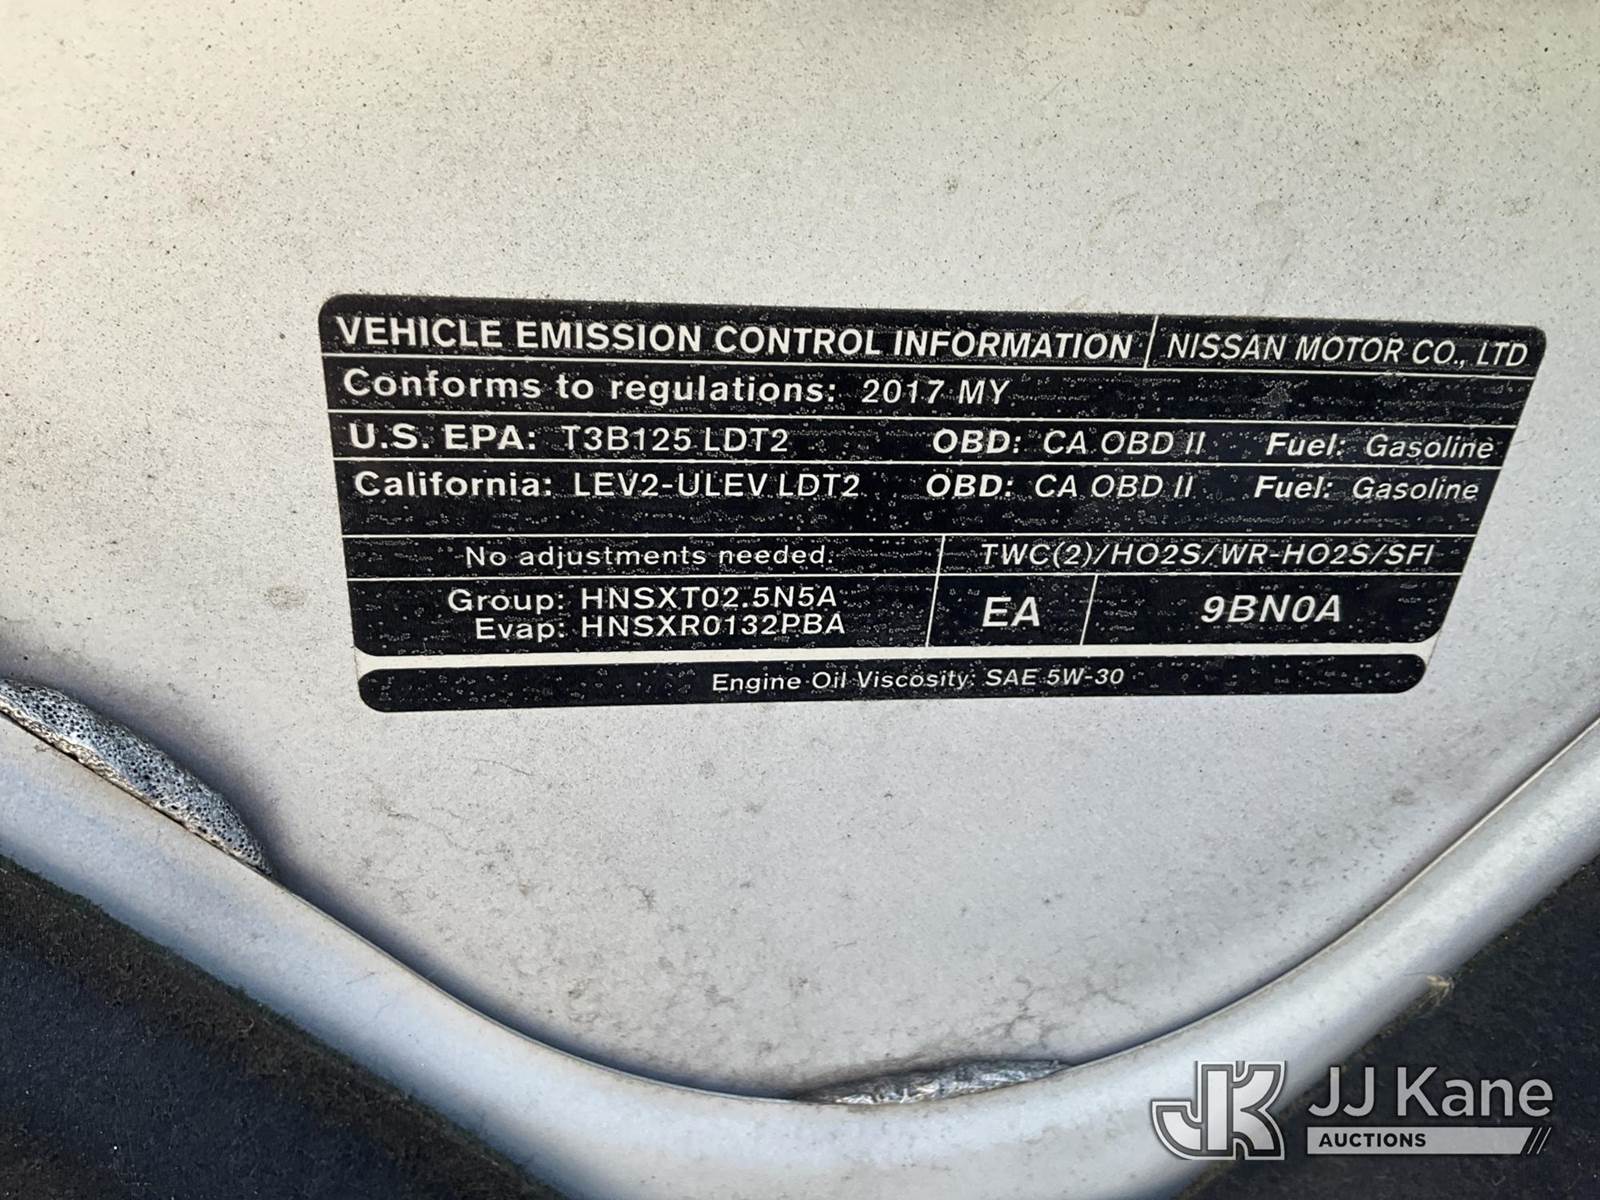 VEHICLE EMISSION CONTROL INFORMATION NISSAN MOTOR CO., LTD
Conforms to regulations: 2017 MY
U.S. EPA: T3B125 LDT2 OBD: CA OBD II Fuel: Gasoline
California: LEV2-ULEV LDT2 OBD: CA OBD II Fuel: Gasoline
No adjustments needed. TWC(2)/HO2S/WR-HO2S/SFI
Group: HNSXT02.5N5A
Evap: HNSXR0132PBA
EA 9BN0A
Engine Oil Viscosity: SAE 5W-30
JK JJ Kane
AUCTIONS